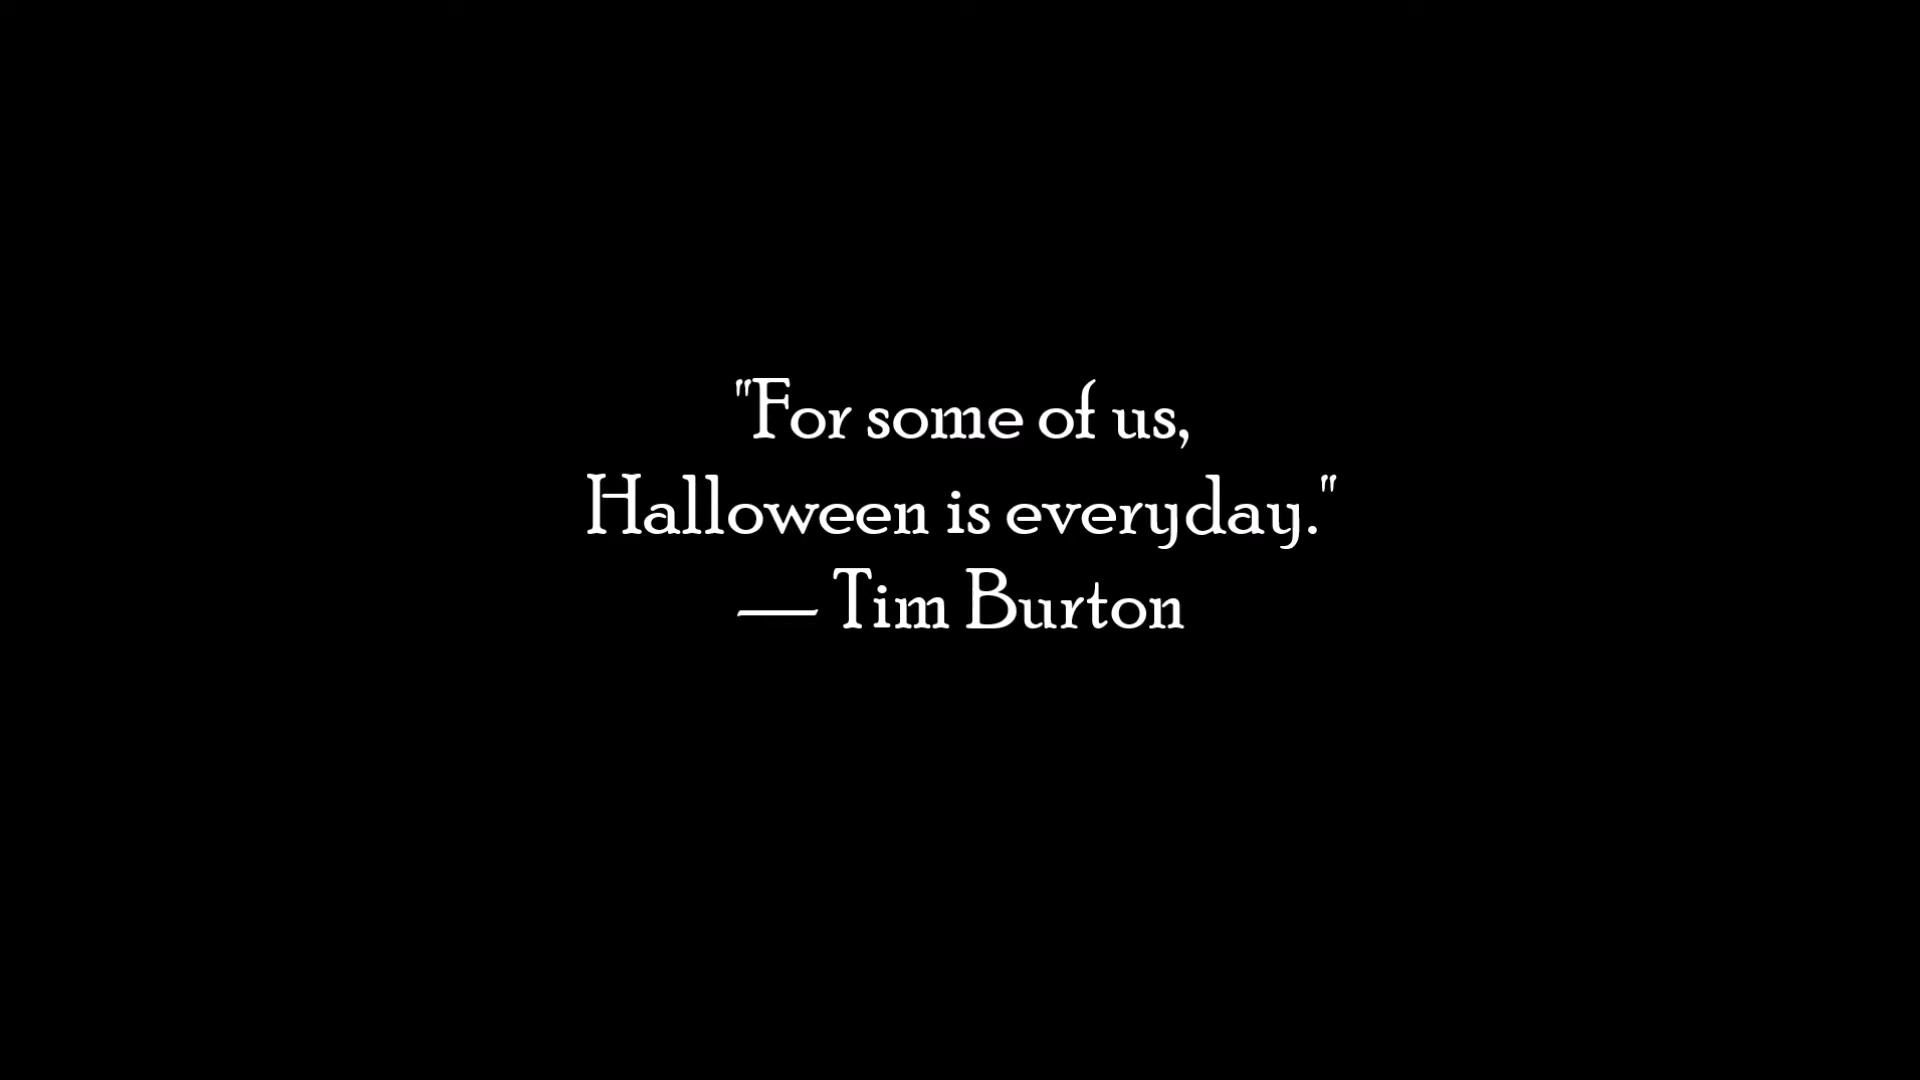 "For some of us,
Halloween is everyday."
— Tim Burton